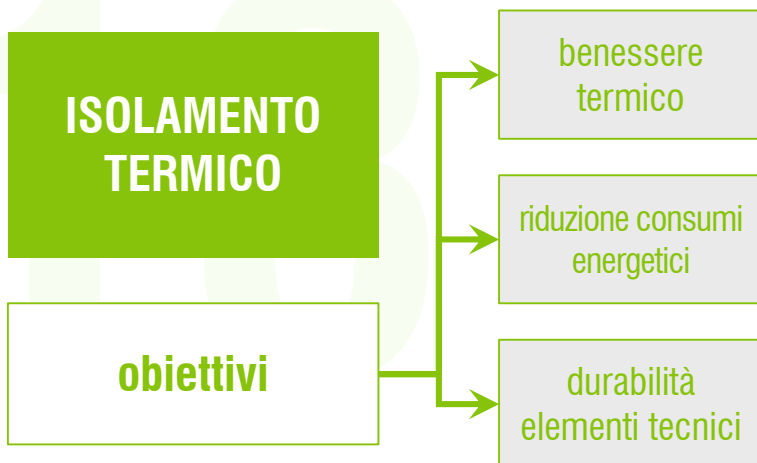 ISOLAMENTO
TERMICO
obiettivi
benessere
termico
riduzione consumi
energetici
durabilità
elementi tecnici